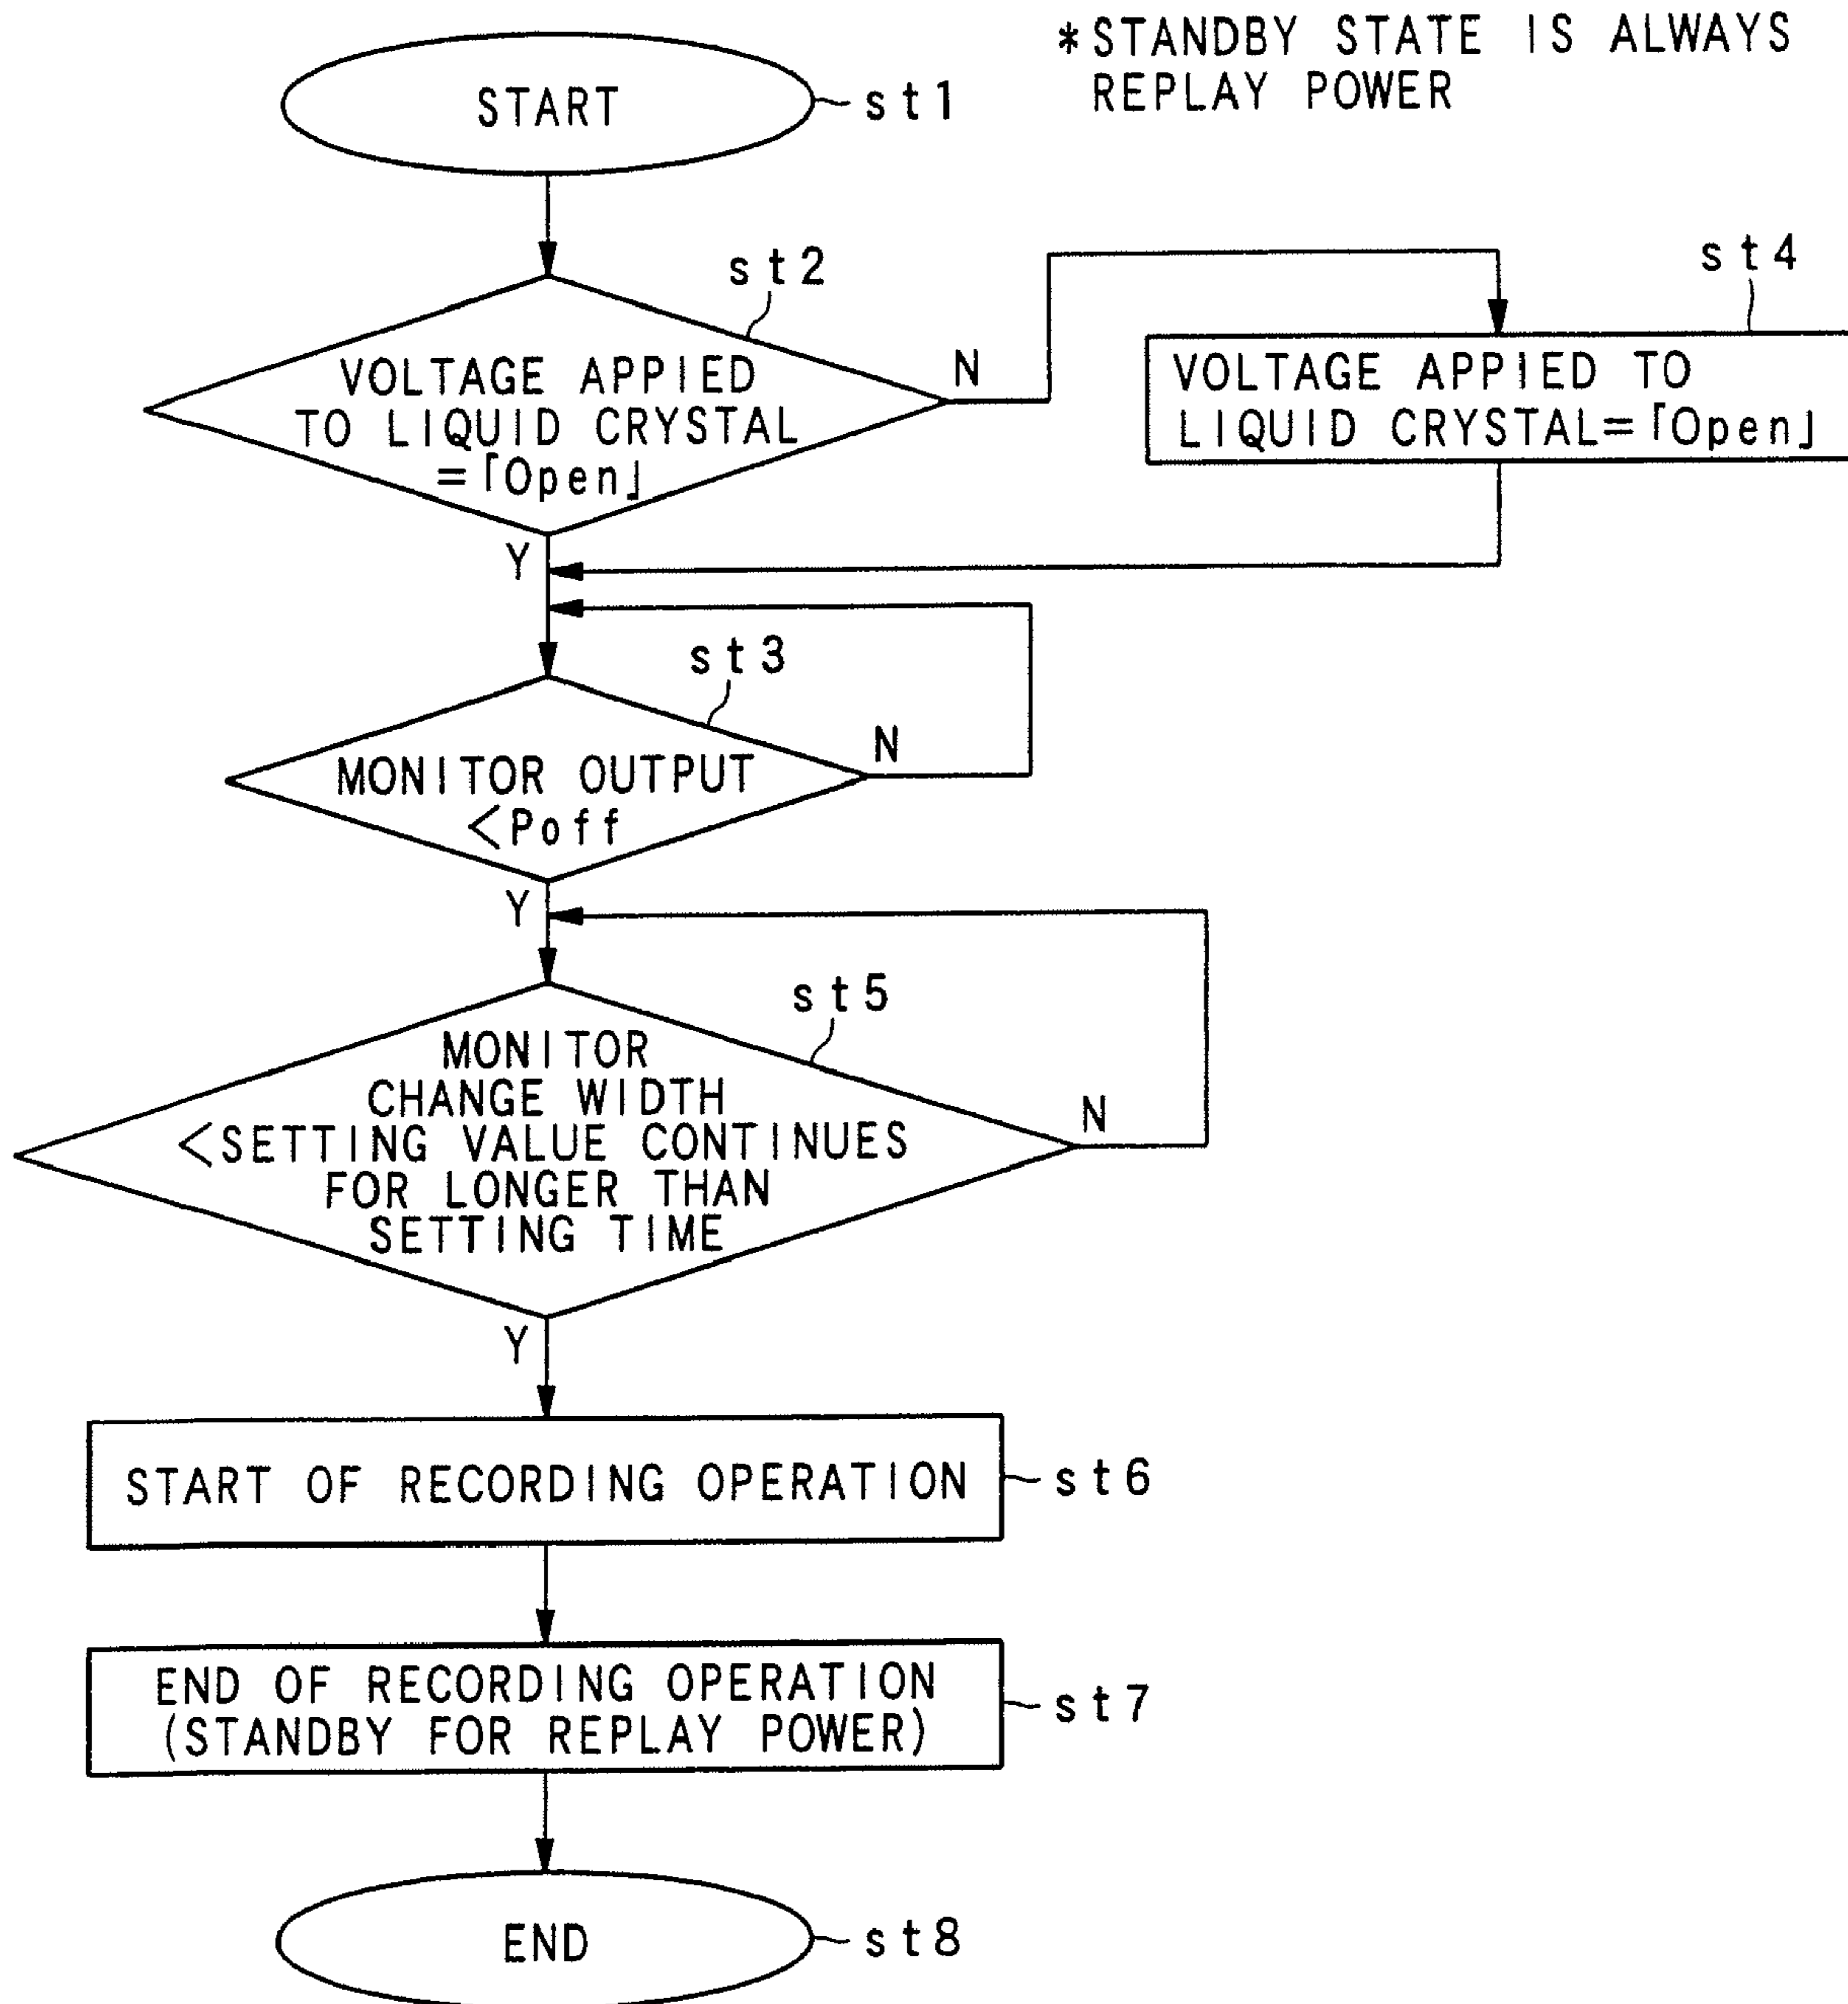 *STANDBY STATE IS ALWAYS
REPLAY POWER
START
st1
st2
VOLTAGE APPIED
TO LIQUID CRYSTAL
=「Open」
N
Y
st4
VOLTAGE APPIED TO
LIQUID CRYSTAL=「Open」
st3
MONITOR OUTPUT
<Poff
N
Y
st5
MONITOR
CHANGE WIDTH
<SETTING VALUE CONTINUES
FOR LONGER THAN
SETTING TIME
N
Y
START OF RECORDING OPERATION
st6
END OF RECORDING OPERATION
(STANDBY FOR REPLAY POWER)
st7
END
st8